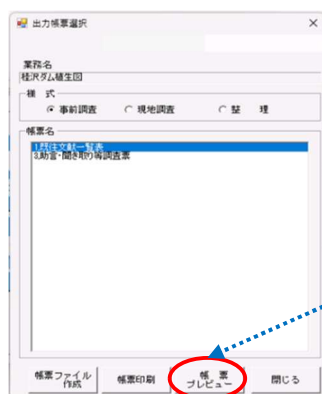 出力帳票選択
業務名
桂沢ダム植生図
様 式
事前調査 現地調査 整 理
帳票名
1.既往文献一覧表
3.助言・聞き取り等調査票
帳票ファイル
作成
帳票印刷
帳 票
プレビュー
閉じる